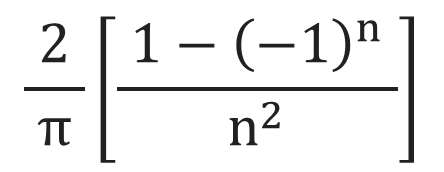 2/π [ (1 − (−1)ⁿ) / n² ]